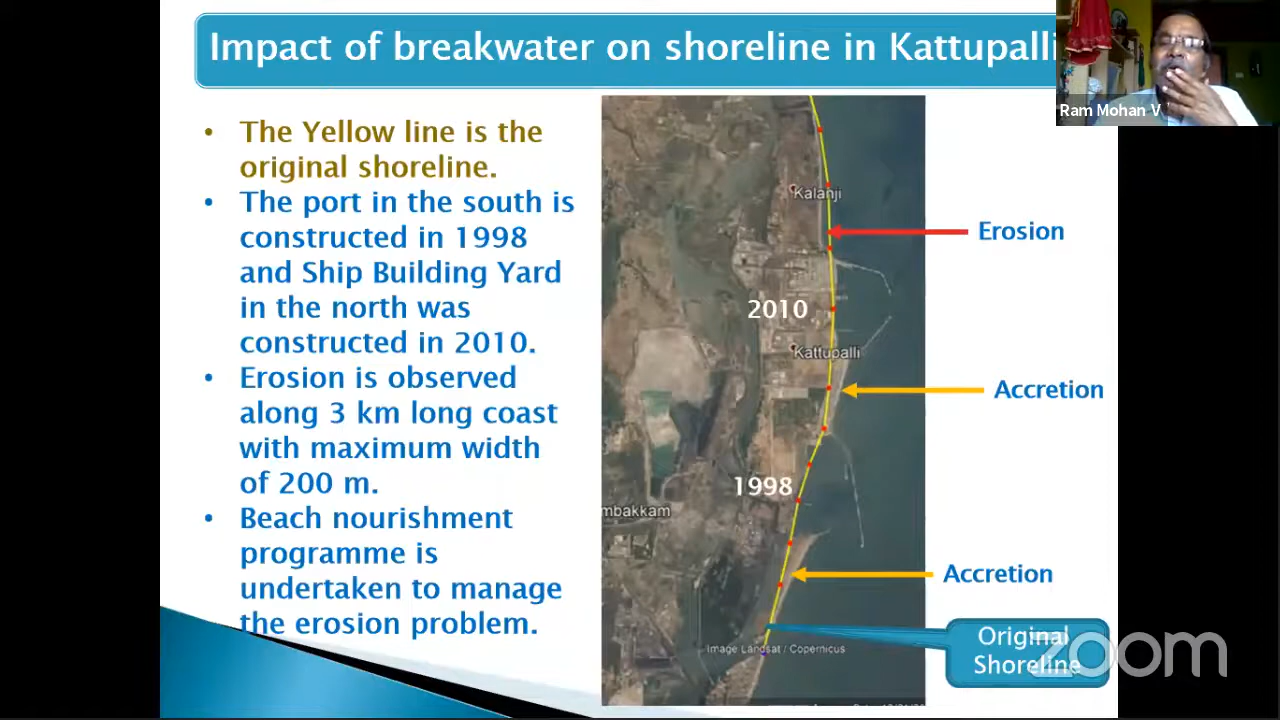 Impact of breakwater on shoreline in Kattupalli
Ram Mohan V
• The Yellow line is the
original shoreline.
• The port in the south is
constructed in 1998
and Ship Building Yard
in the north was
constructed in 2010.
• Erosion is observed
along 3 km long coast
with maximum width
of 200 m.
• Beach nourishment
programme is
undertaken to manage
the erosion problem.
Kalanji
Erosion
2010
Kattupalli
Accretion
1998
mbakkam
Accretion
Original
Shoreline
Image Landsat / Copernicus
zoom